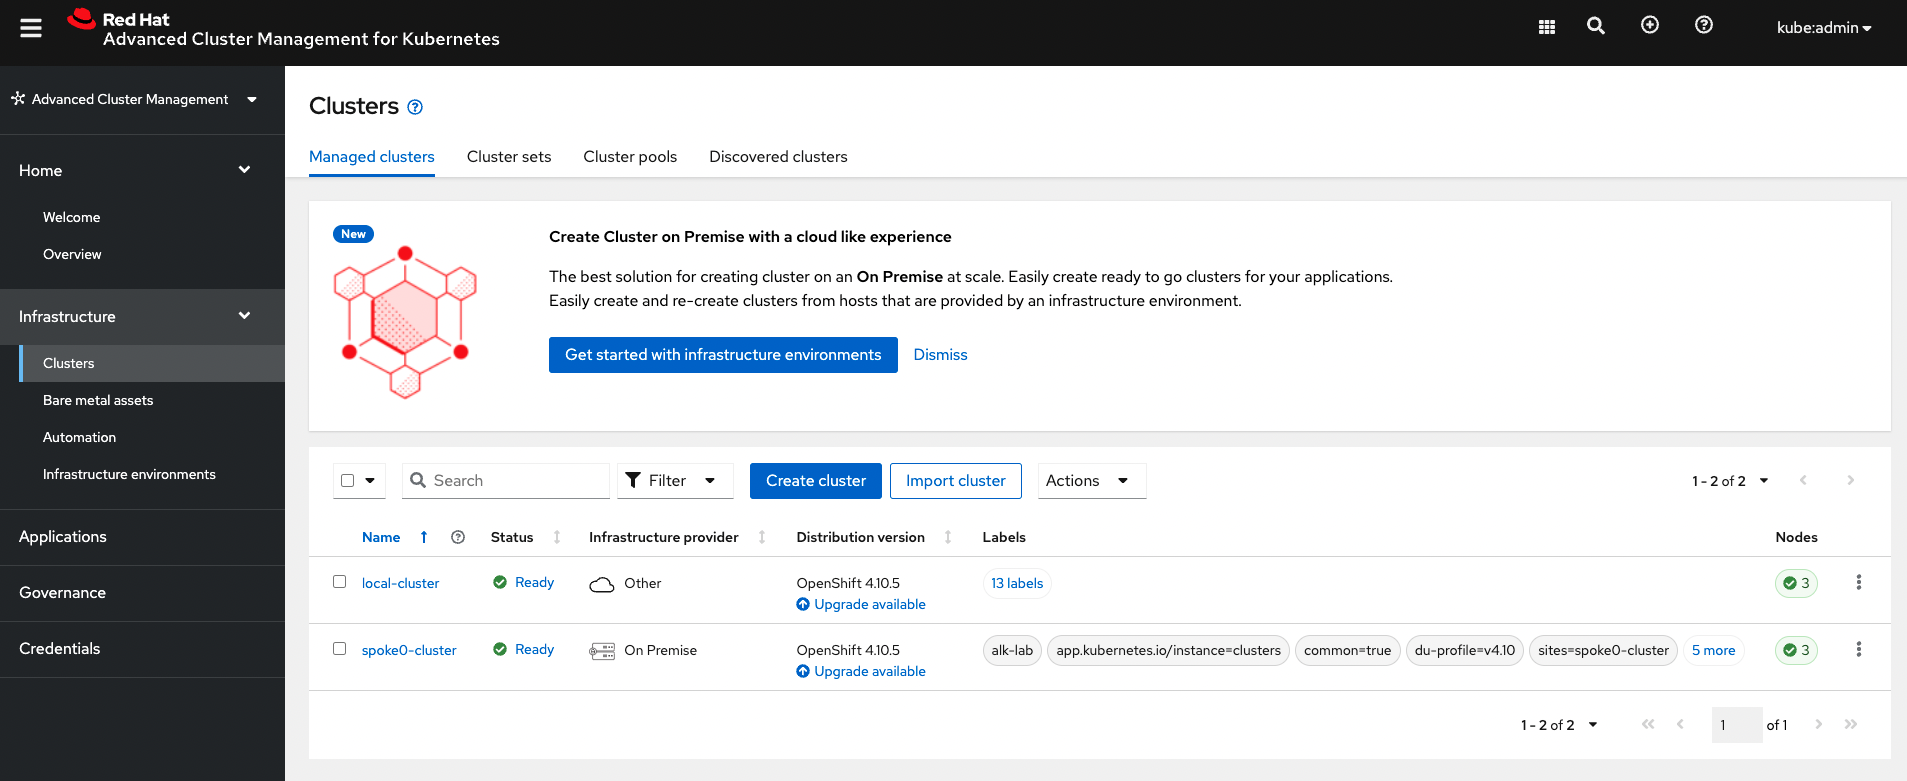 Red Hat
Advanced Cluster Management for Kubernetes
kube:admin
Advanced Cluster Management
Home
Welcome
Overview
Infrastructure
Clusters
Bare metal assets
Automation
Infrastructure environments
Applications
Governance
Credentials
Clusters
Managed clusters Cluster sets Cluster pools Discovered clusters
New
Create Cluster on Premise with a cloud like experience
The best solution for creating cluster on an On Premise at scale. Easily create ready to go clusters for your applications.
Easily create and re-create clusters from hosts that are provided by an infrastructure environment.
Get started with infrastructure environments Dismiss
Search Filter Create cluster Import cluster Actions 1 - 2 of 2
Name Status Infrastructure provider Distribution version Labels Nodes
local-cluster Ready Other OpenShift 4.10.5 13 labels 3
Upgrade available
spoke0-cluster Ready On Premise OpenShift 4.10.5 alk-lab app.kubernetes.io/instance=clusters common=true du-profile=v4.10 sites=spoke0-cluster 5 more 3
Upgrade available
1 - 2 of 2 1 of 1